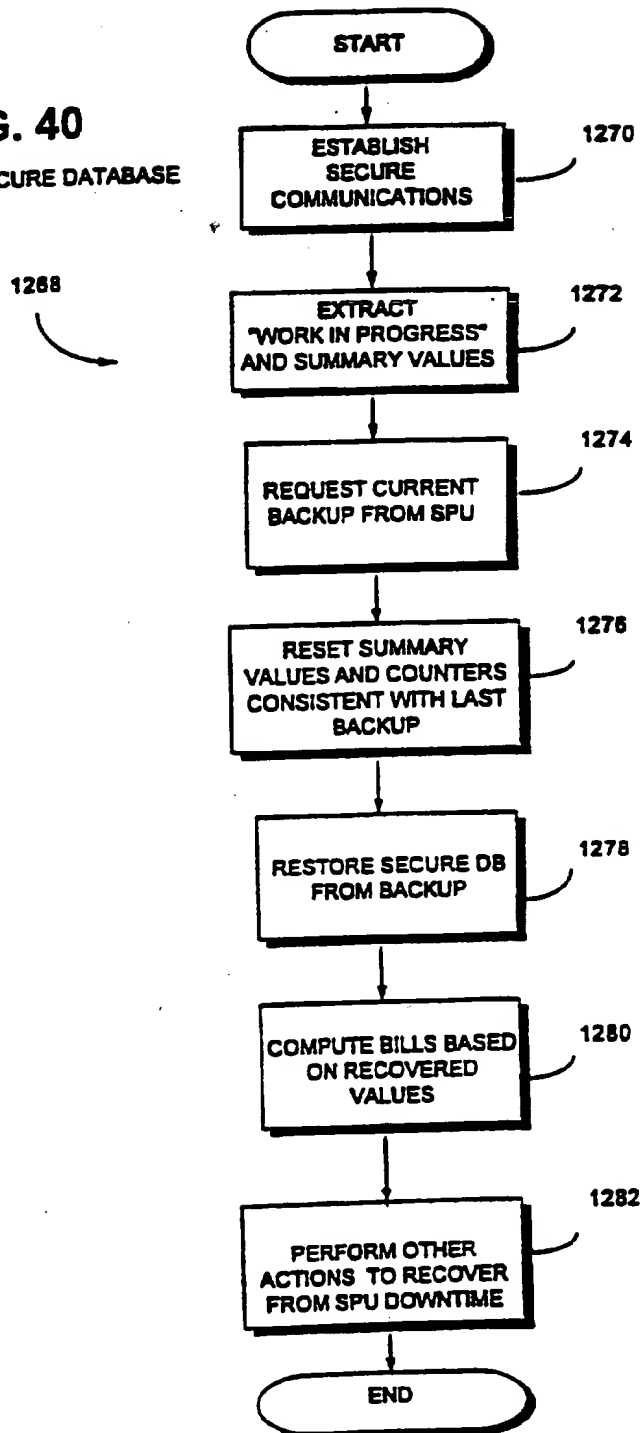 START
G. 40
CURE DATABASE
1268
ESTABLISH
SECURE
COMMUNICATIONS
1270
EXTRACT
"WORK IN PROGRESS"
AND SUMMARY VALUES
1272
REQUEST CURRENT
BACKUP FROM SPU
1274
RESET SUMMARY
VALUES AND COUNTERS
CONSISTENT WITH LAST
BACKUP
1276
RESTORE SECURE DB
FROM BACKUP
1278
COMPUTE BILLS BASED
ON RECOVERED
VALUES
1280
PERFORM OTHER
ACTIONS TO RECOVER
FROM SPU DOWNTIME
1282
END